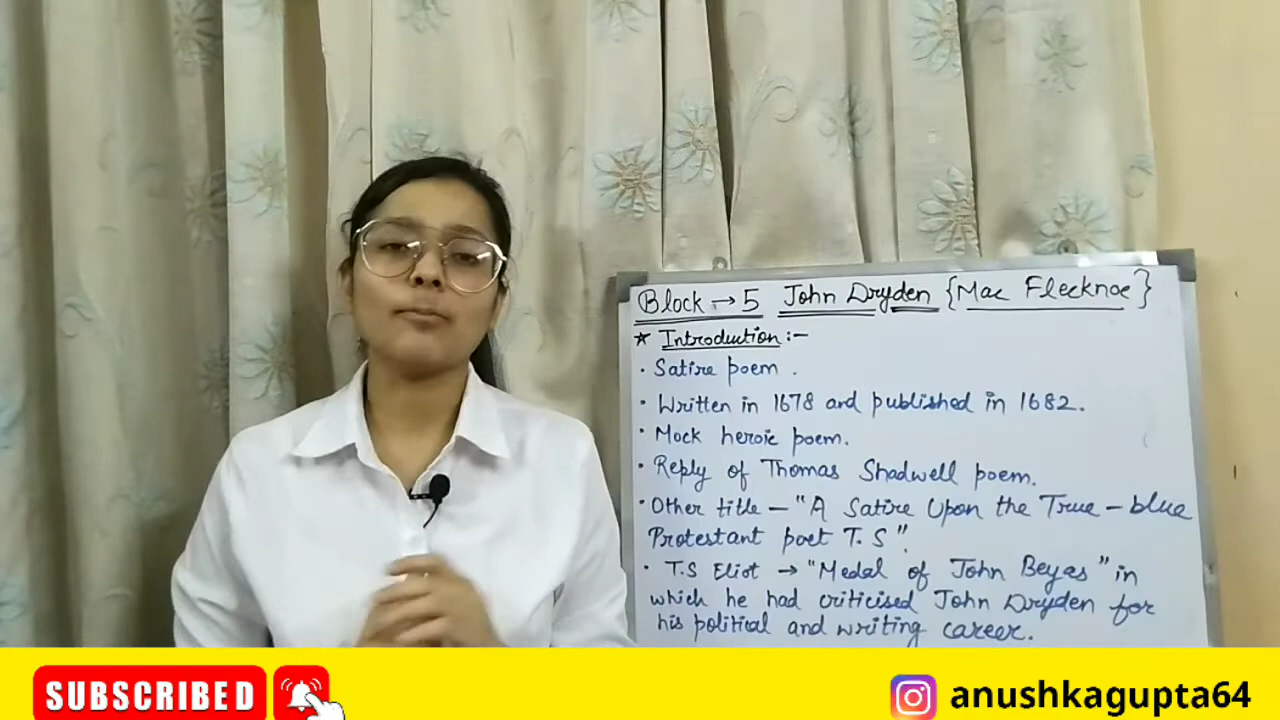 Block → 5 John Dryden {Mac Flecknoe}
* Introduction :-
· Satire poem .
· Written in 1678 and published in 1682.
· Mock heroic poem.
· Reply of Thomas Shadwell poem.
· Other title - "A Satire Upon the True - blue
Protestant poet T. S".
· T.S Eliot → "Medal of John Beyas" in
which he had criticised John Dryden for
his political and writing career.
SUBSCRIBED
anushkagupta64